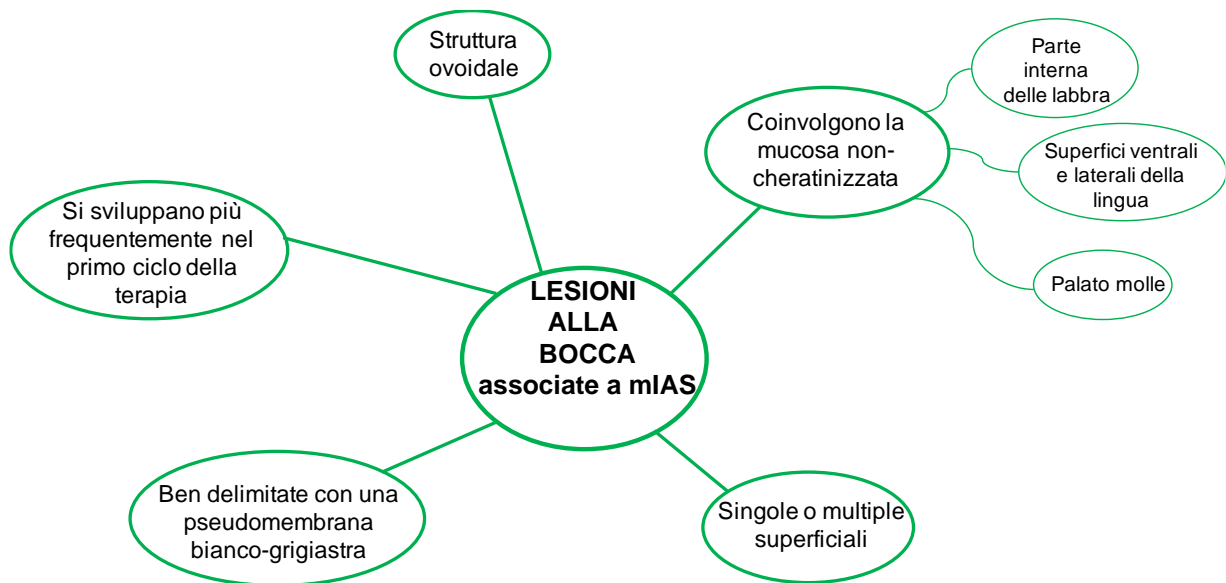 Struttura
ovoidale
Parte
interna
delle labbra
Coinvolgono la
mucosa non-
cheratinizzata
Superfici ventrali
e laterali della
lingua
Palato molle
Si sviluppano più
frequentemente nel
primo ciclo della
terapia
LESIONI
ALLA
BOCCA
associate a mIAS
Ben delimitate con una
pseudomembrana
bianco-grigiastra
Singole o multiple
superficiali